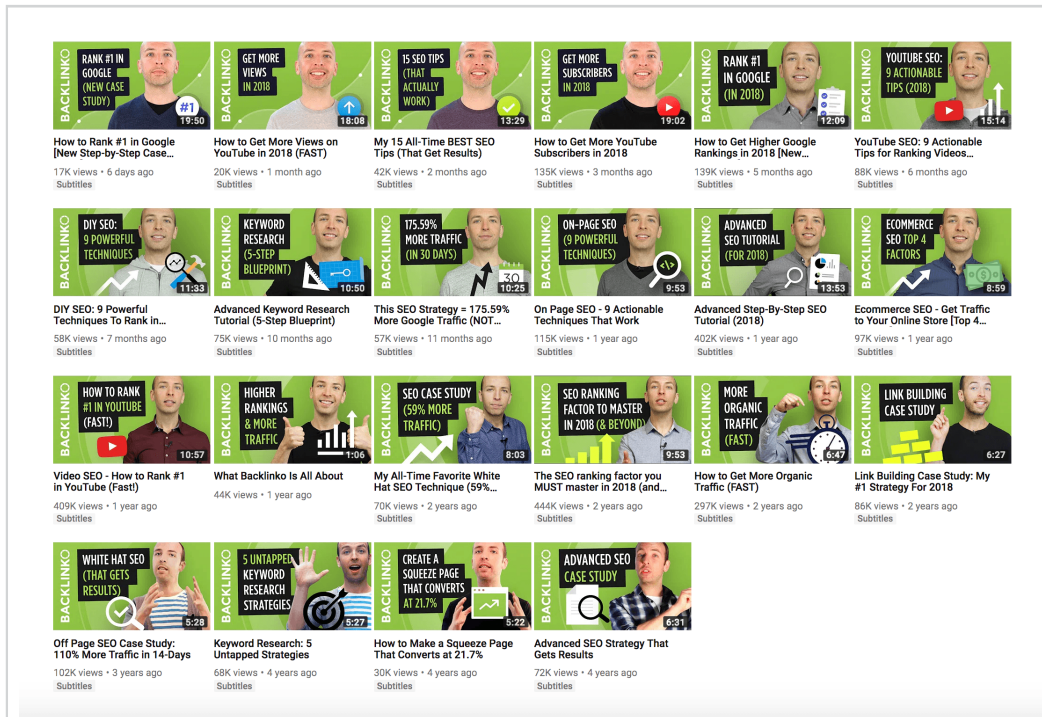 BACKLINKO
RANK #1 IN
GOOGLE
(NEW CASE
STUDY)
#1
19:50
How to Rank #1 in Google
[New Step-by-Step Case...
17K views • 6 days ago
Subtitles
BACKLINKO
GET MORE
VIEWS
IN 2018
18:08
How to Get More Views on
YouTube in 2018 (FAST)
20K views • 1 month ago
Subtitles
BACKLINKO
15 SEO TIPS
(THAT
ACTUALLY
WORK)
13:29
My 15 All-Time BEST SEO
Tips (That Get Results)
42K views • 2 months ago
Subtitles
BACKLINKO
GET MORE
SUBSCRIBERS
IN 2018
19:02
How to Get More YouTube
Subscribers in 2018
135K views • 3 months ago
Subtitles
BACKLINKO
RANK #1
IN GOOGLE
(IN 2018)
12:09
How to Get Higher Google
Rankings in 2018 [New...
139K views • 5 months ago
Subtitles
BACKLINKO
YOUTUBE SEO:
9 ACTIONABLE
TIPS (2018)
15:14
YouTube SEO: 9 Actionable
Tips for Ranking Videos...
88K views • 6 months ago
Subtitles
BACKLINKO
DIY SEO:
9 POWERFUL
TECHNIQUES
11:33
DIY SEO: 9 Powerful
Techniques To Rank in...
58K views • 7 months ago
Subtitles
BACKLINKO
KEYWORD
RESEARCH
(5-STEP
BLUEPRINT)
10:50
Advanced Keyword Research
Tutorial (5-Step Blueprint)
75K views • 10 months ago
Subtitles
BACKLINKO
175.59%
MORE TRAFFIC
(IN 30 DAYS)
30
10:25
This SEO Strategy = 175.59%
More Google Traffic (NOT...
57K views • 11 months ago
Subtitles
BACKLINKO
ON-PAGE SEO
(9 POWERFUL
TECHNIQUES)
9:53
On Page SEO - 9 Actionable
Techniques That Work
115K views • 1 year ago
Subtitles
BACKLINKO
ADVANCED
SEO TUTORIAL
(FOR 2018)
13:53
Advanced Step-By-Step SEO
Tutorial (2018)
402K views • 1 year ago
Subtitles
BACKLINKO
ECOMMERCE
SEO TOP 4
FACTORS
8:59
Ecommerce SEO - Get Traffic
to Your Online Store [Top 4...
97K views • 1 year ago
Subtitles
BACKLINKO
HOW TO RANK
#1 IN YOUTUBE
(FAST!)
10:57
Video SEO - How to Rank #1
in YouTube (Fast!)
409K views • 1 year ago
Subtitles
BACKLINKO
HIGHER
RANKINGS
& MORE
TRAFFIC
1:06
What Backlinko Is All About
44K views • 1 year ago
Subtitles
BACKLINKO
SEO CASE STUDY
(59% MORE
TRAFFIC)
8:03
My All-Time Favorite White
Hat SEO Technique (59%...
70K views • 2 years ago
Subtitles
BACKLINKO
SEO RANKING
FACTOR TO MASTER
IN 2018 (& BEYOND)
9:53
The SEO ranking factor you
MUST master in 2018 (and...
444K views • 2 years ago
Subtitles
BACKLINKO
MORE
ORGANIC
TRAFFIC
(FAST)
6:47
How to Get More Organic
Traffic (FAST)
297K views • 2 years ago
Subtitles
BACKLINKO
LINK BUILDING
CASE STUDY
6:27
Link Building Case Study: My
#1 Strategy For 2018
86K views • 2 years ago
Subtitles
BACKLINKO
WHITE HAT SEO
(THAT GETS
RESULTS)
5:28
Off Page SEO Case Study:
110% More Traffic in 14-Days
102K views • 3 years ago
Subtitles
BACKLINKO
5 UNTAPPED
KEYWORD
RESEARCH
STRATEGIES
5:27
Keyword Research: 5
Untapped Strategies
68K views • 4 years ago
Subtitles
BACKLINKO
CREATE A
SQUEEZE PAGE
THAT CONVERTS
AT 21.7%
5:22
How to Make a Squeeze Page
That Converts at 21.7%
30K views • 4 years ago
Subtitles
BACKLINKO
ADVANCED SEO
CASE STUDY
6:31
Advanced SEO Strategy That
Gets Results
72K views • 4 years ago
Subtitles